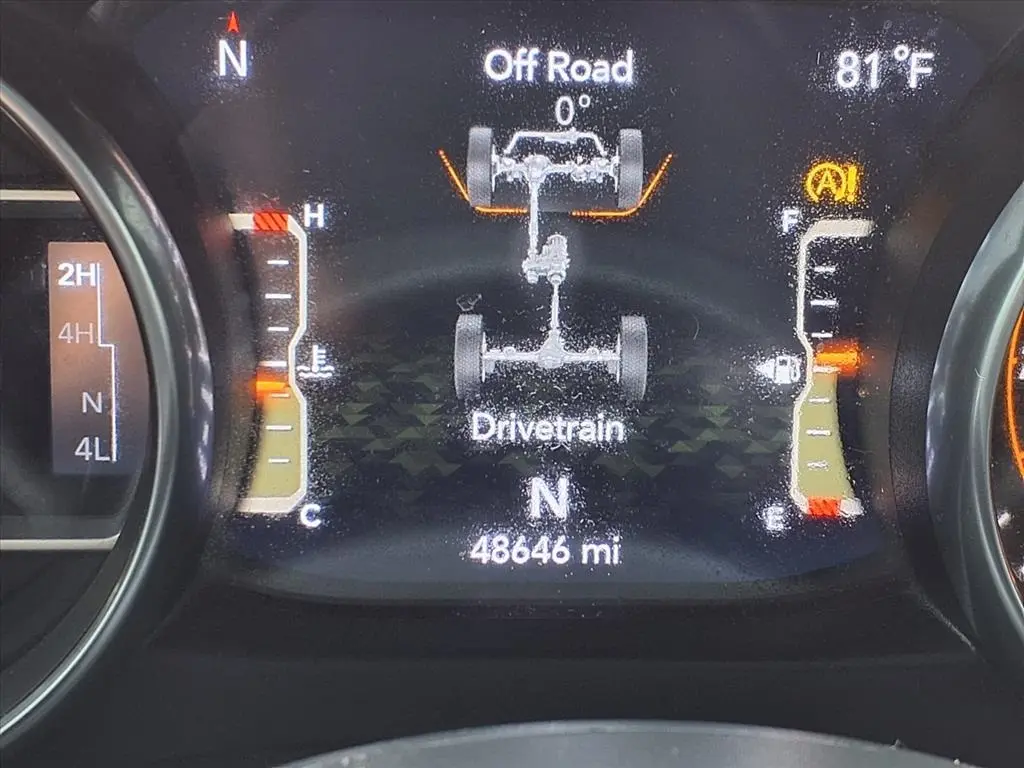 N
Off Road
81°F
0°
A!
H
F
2H
4H
N
4L
Drivetrain
C
E
N
48646 mi